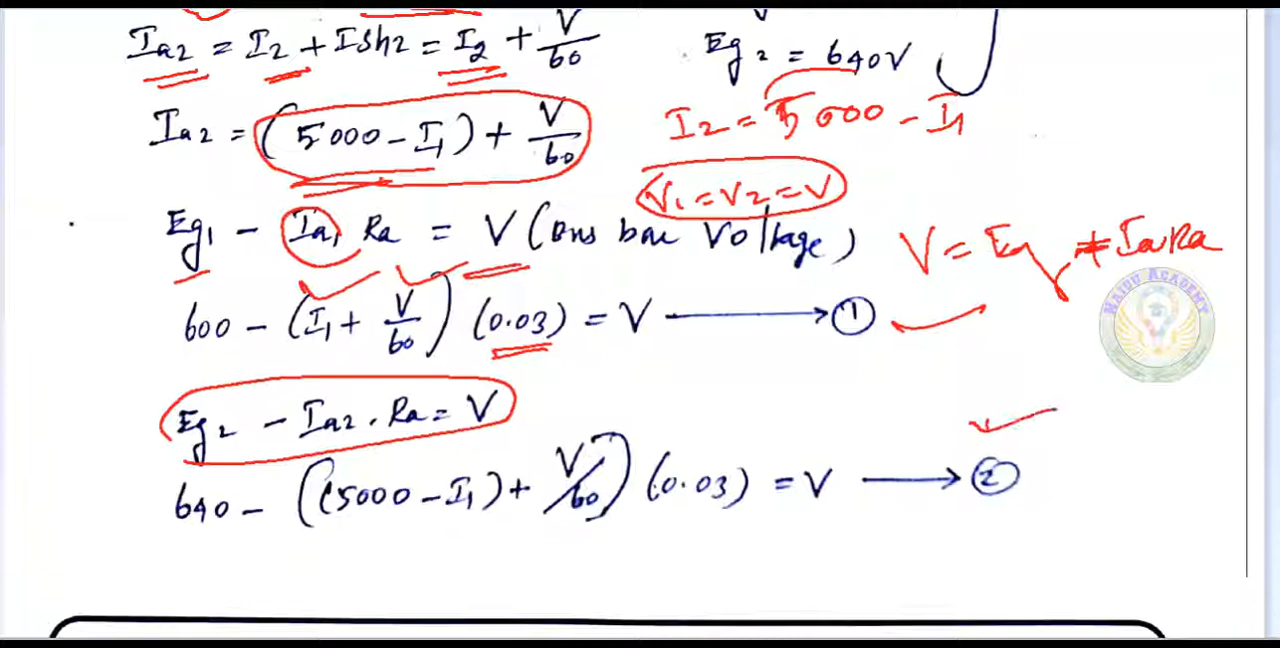 Ia2 = I2 + Ish2 = I2 + V/60
Eg2 = 640V
Ia2 = (5000 - I1) + V/60
I2 = 5000 - I1
V1 = V2 = V
Eg1 - Ia1 Ra = V (Bus bar Voltage)
V = Eg - IaRa
600 - (I1 + V/60) (0.03) = V → ①
Eg2 - Ia2 . Ra = V
640 - ((5000 - I1) + V/60) (0.03) = V → ②
ACADEMY